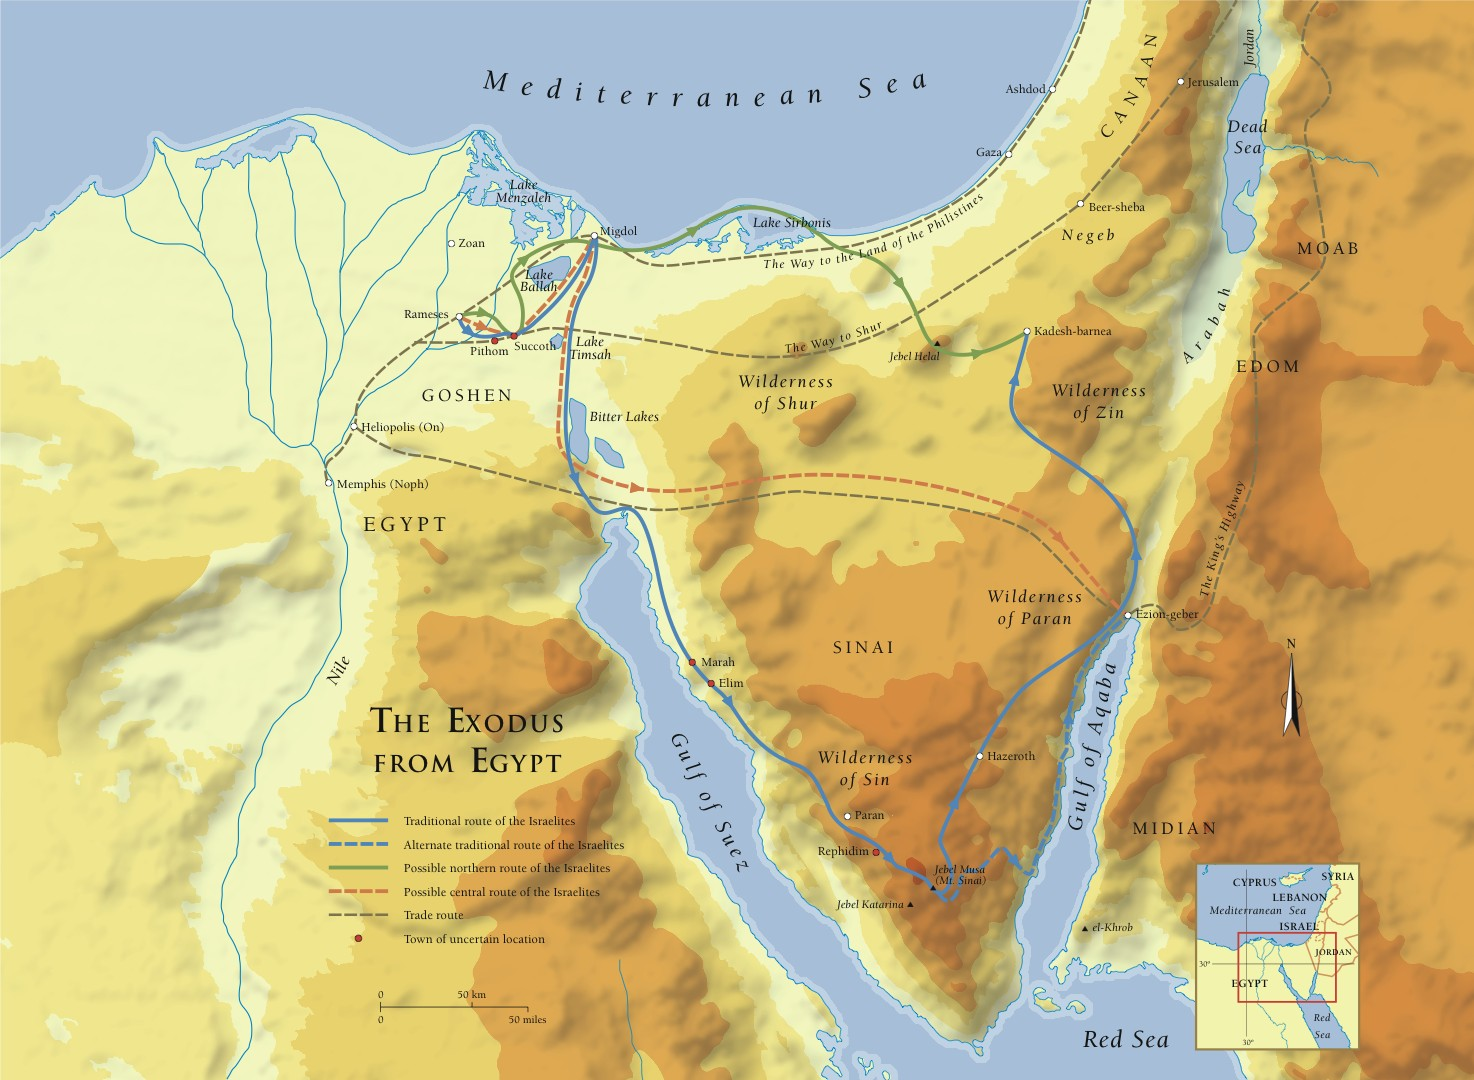 Mediterranean Sea
Jordan
CANAAN
Jerusalem
Ashdod
Dead
Sea
Gaza
Lake
Menzaleh
Beer-sheba
Negeb
Lake Sirbonis
Migdol
Zoan
MOAB
The Way to the Land of the Philistines
Lake
Ballah
Rameses
Arabah
Kadesh-barnea
The Way to Shur
Succoth
Pithom
Lake
Timsah
Jebel Helal
EDOM
Wilderness
of Shur
Wilderness
of Zin
GOSHEN
Bitter Lakes
Heliopolis (On)
Memphis (Noph)
EGYPT
The King's Highway
Wilderness
of Paran
Ezion-geber
SINAI
N
Nile
Marah
Elim
Gulf of Aqaba
THE EXODUS
FROM EGYPT
Gulf of Suez
Wilderness
of Sin
Hazeroth
Paran
MIDIAN
Rephidim
Jebel Musa
(Mt. Sinai)
Jebel Katarina
el-Khrob
Traditional route of the Israelites
Alternate traditional route of the Israelites
Possible northern route of the Israelites
Possible central route of the Israelites
Trade route
Town of uncertain location
0 50 km
0 50 miles
Red Sea
CYPRUS
SYRIA
LEBANON
Mediterranean Sea
ISRAEL
JORDAN
30°
EGYPT
Red
Sea
30°